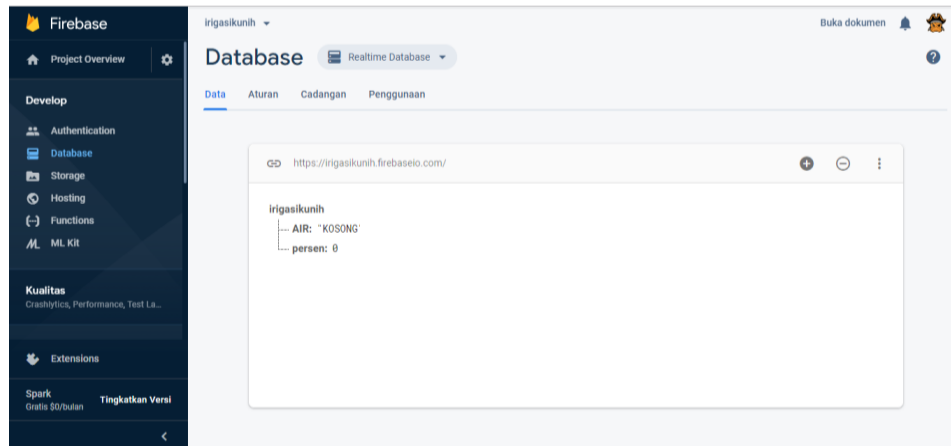 Firebase
Project Overview
Develop
Authentication
Database
Storage
Hosting
Functions
ML Kit
Kualitas
Crashlytics, Performance, Test La...
Extensions
Spark
Gratis $0/bulan
Tingkatkan Versi
irigasikunih
Buka dokumen
Database
Realtime Database
Data Aturan Cadangan Penggunaan
https://irigasikunih.firebaseio.com/
irigasikunih
AIR: "KOSONG"
persen: 0